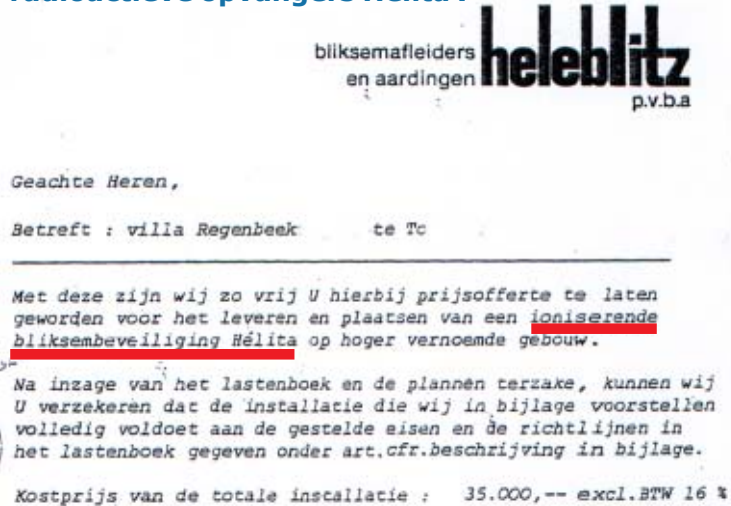 radioactieve opvangers Hélita :
bliksemafleiders
en aardingen
heleblitz
p.v.b.a
Geachte Heren,
Betreft : villa Regenbeek te To
Met deze zijn wij zo vrij U hierbij prijsofferte te laten
geworden voor het leveren en plaatsen van een ioniserende
bliksembeveiliging Hélita op hoger vernoemde gebouw.
Na inzage van het lastenboek en de plannen terzake, kunnen wij
U verzekeren dat de installatie die wij in bijlage voorstellen
volledig voldoet aan de gestelde eisen en de richtlijnen in
het lastenboek gegeven onder art.cfr.beschrijving in bijlage.
Kostprijs van de totale installatie : 35.000,-- excl.BTW 16 %